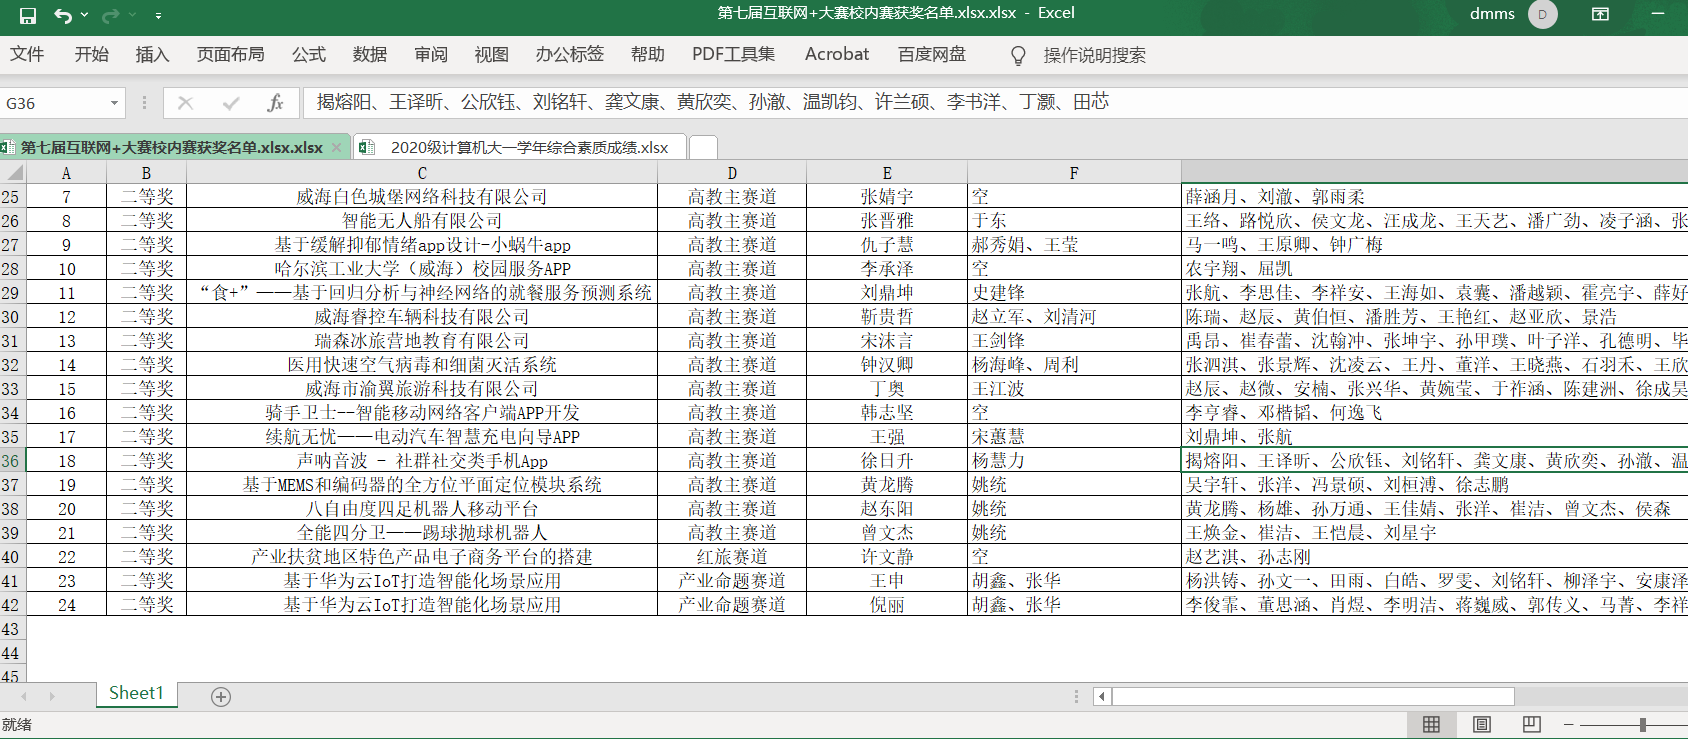 第七届互联网+大赛校内赛获奖名单.xlsx.xlsx - Excel dmms D
文件 开始 插入 页面布局 公式 数据 审阅 视图 办公标签 帮助 PDF工具集 Acrobat 百度网盘 操作说明搜索
G36 fx 揭熔阳、王译昕、公欣钰、刘铭轩、龚文康、黄欣奕、孙澈、温凯钧、许兰硕、李书洋、丁灏、田芯
第七届互联网+大赛校内赛获奖名单.xlsx.xlsx 2020级计算机大一学年综合素质成绩.xlsx
A B C D E F
25 7 二等奖 威海白色城堡网络科技有限公司 高教主赛道 张婧宇 空 薛涵月、刘澈、郭雨柔
26 8 二等奖 智能无人船有限公司 高教主赛道 张晋雅 于东 王络、路悦欣、侯文龙、汪成龙、王天艺、潘广劲、凌子涵、张
27 9 二等奖 基于缓解抑郁情绪app设计-小蜗牛app 高教主赛道 仇子慧 郝秀娟、王莹 马一鸣、王原卿、钟广梅
28 10 二等奖 哈尔滨工业大学（威海）校园服务APP 高教主赛道 李承泽 空 农宇翔、屈凯
29 11 二等奖 “食+”——基于回归分析与神经网络的就餐服务预测系统 高教主赛道 刘鼎坤 史建锋 张航、李思佳、李祥安、王海如、袁囊、潘越颖、霍亮宇、薛好
30 12 二等奖 威海睿控车辆科技有限公司 高教主赛道 靳贵哲 赵立军、刘清河 陈瑞、赵辰、黄伯恒、潘胜芳、王艳红、赵亚欣、景浩
31 13 二等奖 瑞森冰旅营地教育有限公司 高教主赛道 宋沫言 王剑锋 禹昂、崔春蕾、沈翰冲、张坤宇、孙甲璞、叶子洋、孔德明、毕
32 14 二等奖 医用快速空气病毒和细菌灭活系统 高教主赛道 钟汉卿 杨海峰、周利 张泗淇、张景辉、沈凌云、王丹、董洋、王晓燕、石羽禾、王欣
33 15 二等奖 威海市渝翼旅游科技有限公司 高教主赛道 丁奥 王江波 赵辰、赵微、安楠、张兴华、黄婉莹、于祚涵、陈建洲、徐成昊
34 16 二等奖 骑手卫士--智能移动网络客户端APP开发 高教主赛道 韩志坚 空 李亨睿、邓楷韬、何逸飞
35 17 二等奖 续航无忧——电动汽车智慧充电向导APP 高教主赛道 王强 宋蕙慧 刘鼎坤、张航
36 18 二等奖 声呐音波 - 社群社交类手机App 高教主赛道 徐日升 杨慧力 揭熔阳、王译昕、公欣钰、刘铭轩、龚文康、黄欣奕、孙澈、温
37 19 二等奖 基于MEMS和编码器的全方位平面定位模块系统 高教主赛道 黄龙腾 姚统 吴宇轩、张洋、冯景硕、刘桓溥、徐志鹏
38 20 二等奖 八自由度四足机器人移动平台 高教主赛道 赵东阳 姚统 黄龙腾、杨雄、孙万通、王佳婧、张洋、崔洁、曾文杰、侯森
39 21 二等奖 全能四分卫——踢球抛球机器人 高教主赛道 曾文杰 姚统 王焕金、崔洁、王恺晨、刘星宇
40 22 二等奖 产业扶贫地区特色产品电子商务平台的搭建 红旅赛道 许文静 空 赵艺淇、孙志刚
41 23 二等奖 基于华为云IoT打造智能化场景应用 产业命题赛道 王申 胡鑫、张华 杨洪铸、孙文一、田雨、白皓、罗雯、刘铭轩、柳泽宇、安康泽
42 24 二等奖 基于华为云IoT打造智能化场景应用 产业命题赛道 倪丽 胡鑫、张华 李俊霏、董思涵、肖煜、李明洁、蒋巍威、郭传义、马菁、李祥
43
44
45
Sheet1
就绪